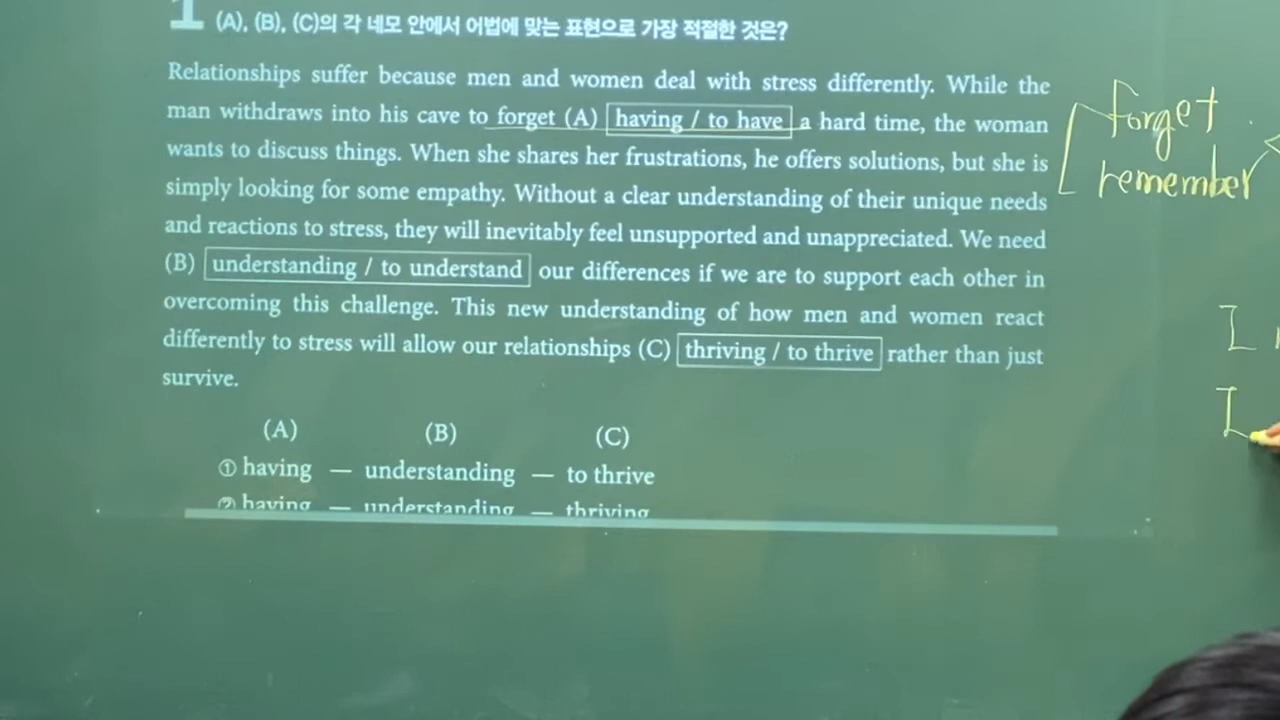 1 (A), (B), (C)의 각 네모 안에서 어법에 맞는 표현으로 가장 적절한 것은?
Relationships suffer because men and women deal with stress differently. While the
man withdraws into his cave to forget (A) having / to have a hard time, the woman
wants to discuss things. When she shares her frustrations, he offers solutions, but she is
simply looking for some empathy. Without a clear understanding of their unique needs
and reactions to stress, they will inevitably feel unsupported and unappreciated. We need
(B) understanding / to understand our differences if we are to support each other in
overcoming this challenge. This new understanding of how men and women react
differently to stress will allow our relationships (C) thriving / to thrive rather than just
survive.
(A) (B) (C)
① having — understanding — to thrive
② having — understanding — thriving
forget
remember
I
I